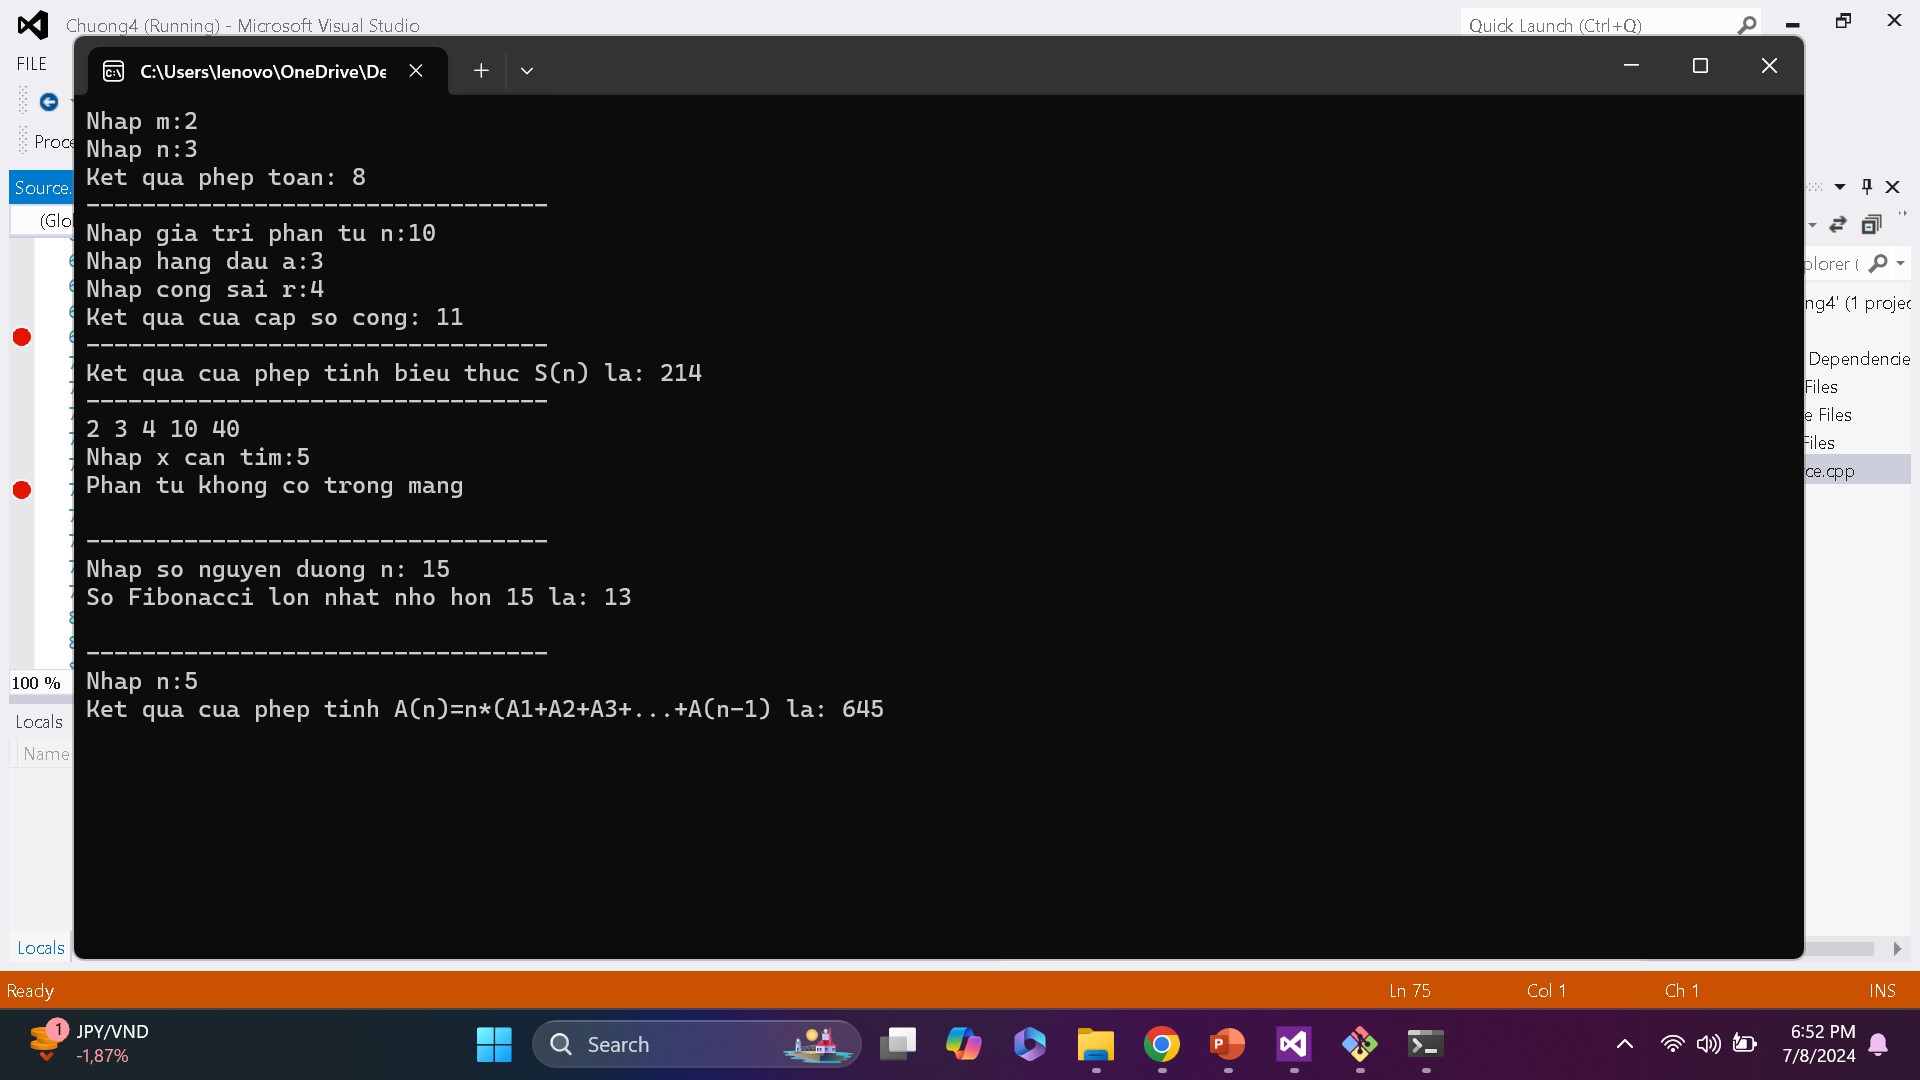 Chuong4 (Running) - Microsoft Visual Studio
Quick Launch (Ctrl+Q)
FILE
C:\Users\lenovo\OneDrive\De
Source.
100 %
Locals
Name
Locals
Nhap m:2
Nhap n:3
Ket qua phep toan: 8
---------------------------------
Nhap gia tri phan tu n:10
Nhap hang dau a:3
Nhap cong sai r:4
Ket qua cua cap so cong: 11
---------------------------------
Ket qua cua phep tinh bieu thuc S(n) la: 214
---------------------------------
2 3 4 10 40
Nhap x can tim:5
Phan tu khong co trong mang
---------------------------------
Nhap so nguyen duong n: 15
So Fibonacci lon nhat nho hon 15 la: 13
---------------------------------
Nhap n:5
Ket qua cua phep tinh A(n)=n*(A1+A2+A3+...+A(n-1) la: 645
ng4' (1 projec
Dependencie
Files
e Files
Files
ce.cpp
Ready
Ln 75
Col 1
Ch 1
INS
1
JPY/VND
-1,87%
Search
6:52 PM
7/8/2024